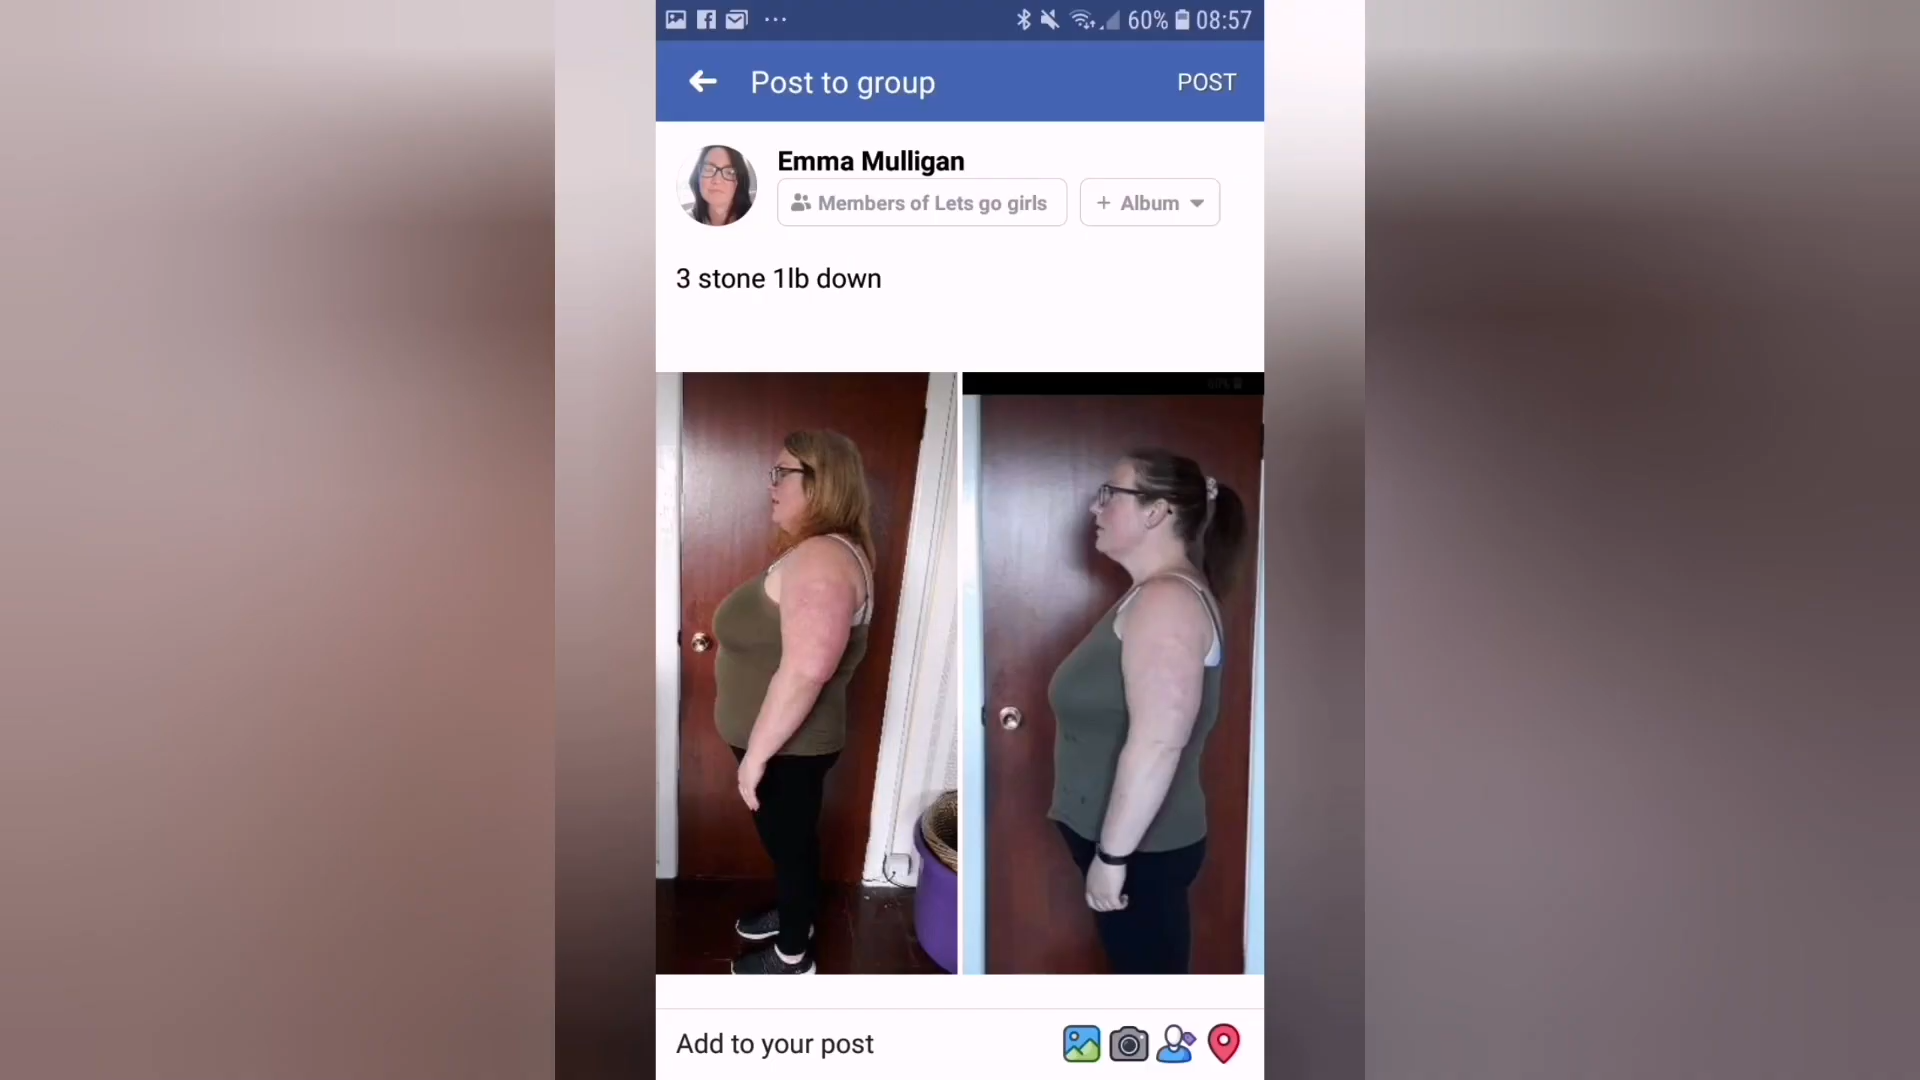 60% 08:57
Post to group
POST
Emma Mulligan
Members of Lets go girls
+ Album
3 stone 1lb down
60%
Add to your post